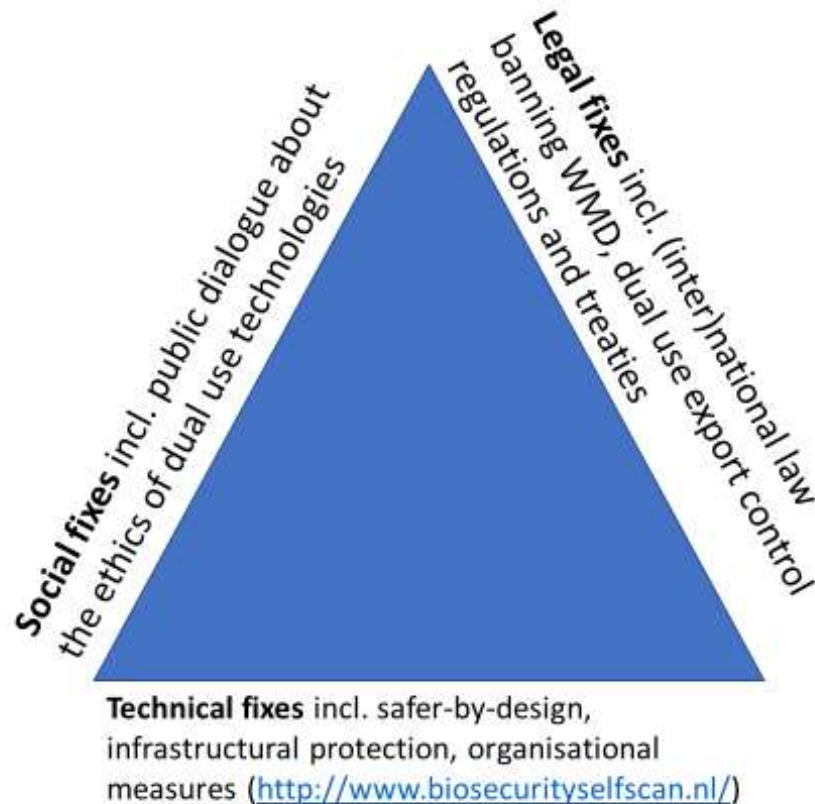 Social fixes incl. public dialogue about
the ethics of dual use technologies
Legal fixes incl. (inter)national law
banning WMD, dual use export control
regulations and treaties
Technical fixes incl. safer-by-design,
infrastructural protection, organisational
measures (http://www.biosecurityselfscan.nl/)